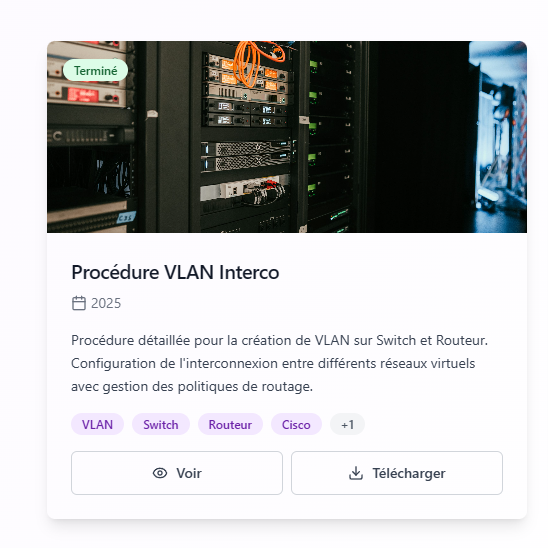 Terminé
Procédure VLAN Interco
2025
Procédure détaillée pour la création de VLAN sur Switch et Routeur.
Configuration de l'interconnexion entre différents réseaux virtuels
avec gestion des politiques de routage.
VLAN Switch Routeur Cisco +1
Voir Télécharger